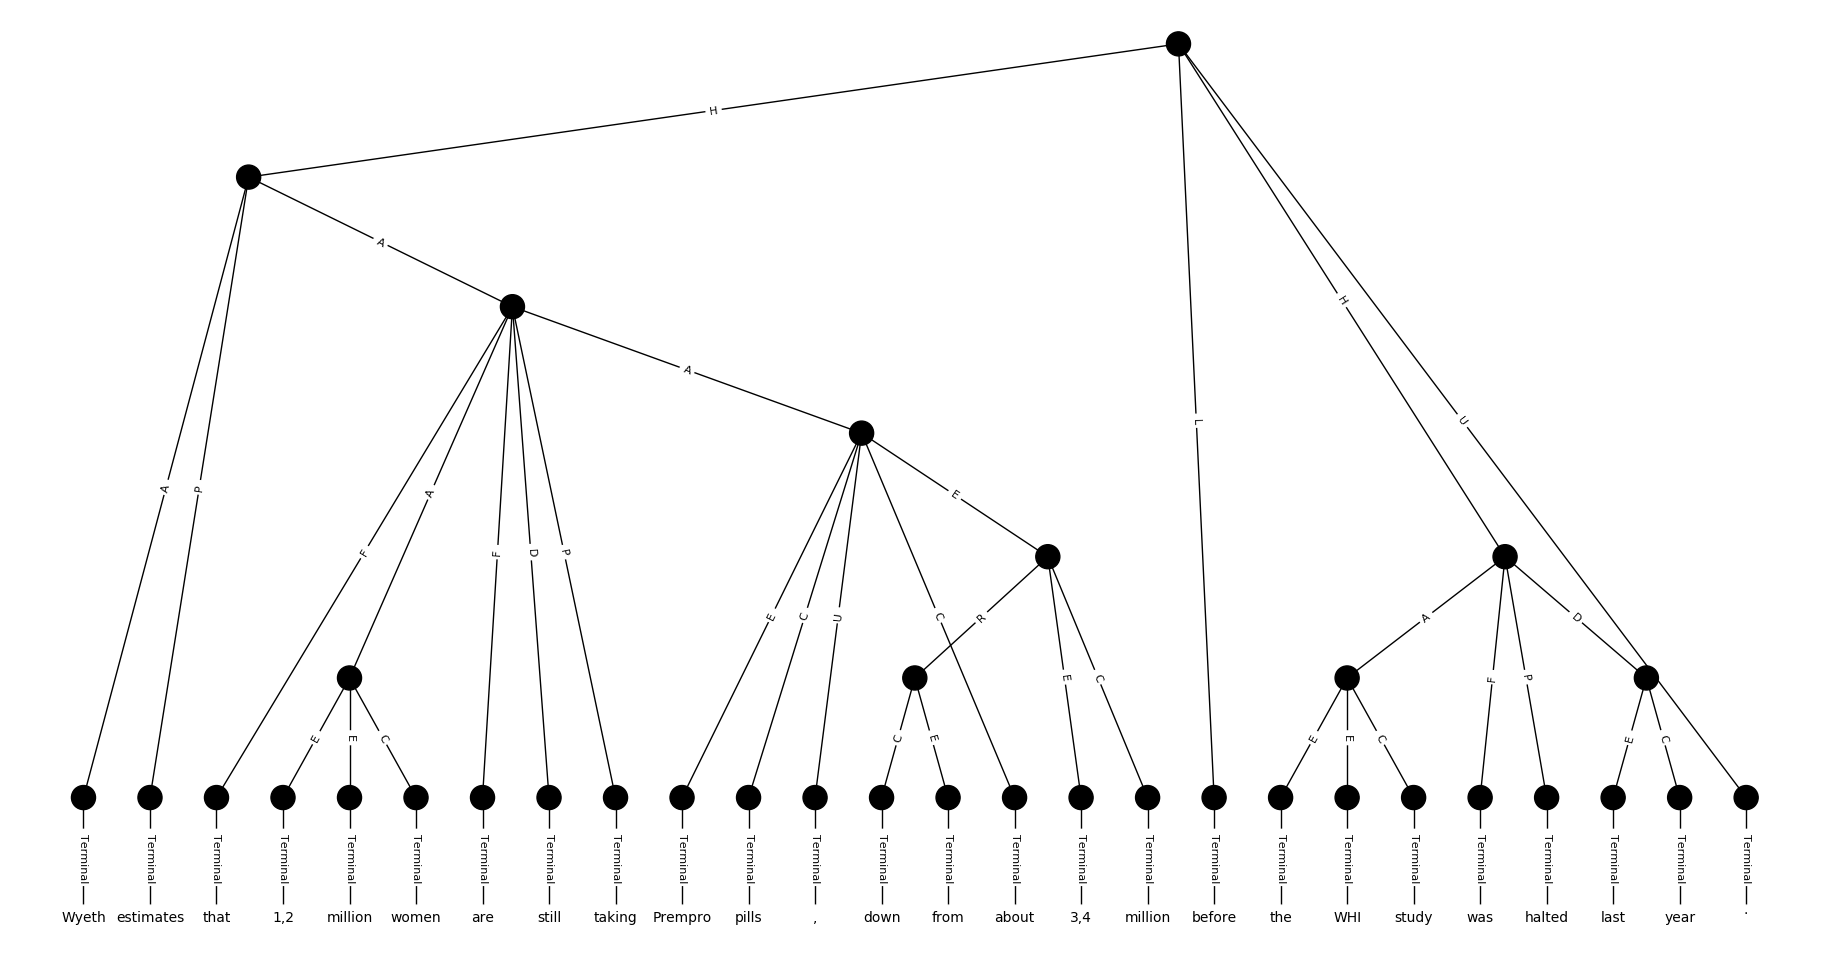 H
A
A
H
A P
L
U
F A F D P
E
E C U C R
A D
E C
F P
C E
E E C
E E C
E C
Terminal Terminal Terminal Terminal Terminal Terminal Terminal Terminal Terminal Terminal Terminal Terminal Terminal Terminal Terminal Terminal Terminal Terminal Terminal Terminal Terminal Terminal Terminal Terminal Terminal Terminal
Wyeth estimates that 1,2 million women are still taking Prempro pills , down from about 3,4 million before the WHI study was halted last year .